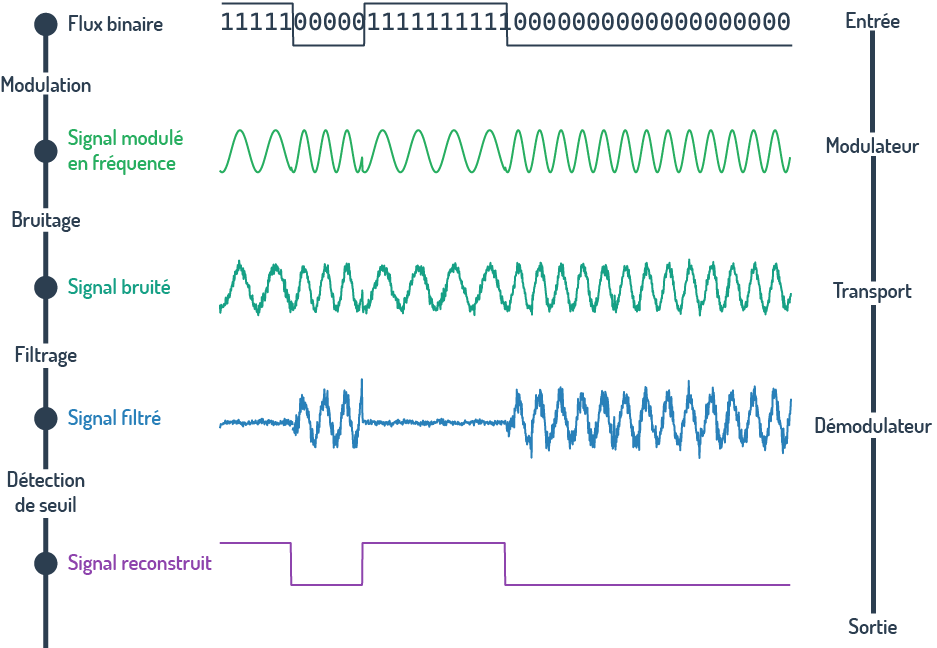 Flux binaire
1111100000111111111100000000000000000000
Entrée
Modulation
Signal modulé
en fréquence
Modulateur
Bruitage
Signal bruité
Transport
Filtrage
Signal filtré
Démodulateur
Détection
de seuil
Signal reconstruit
Sortie